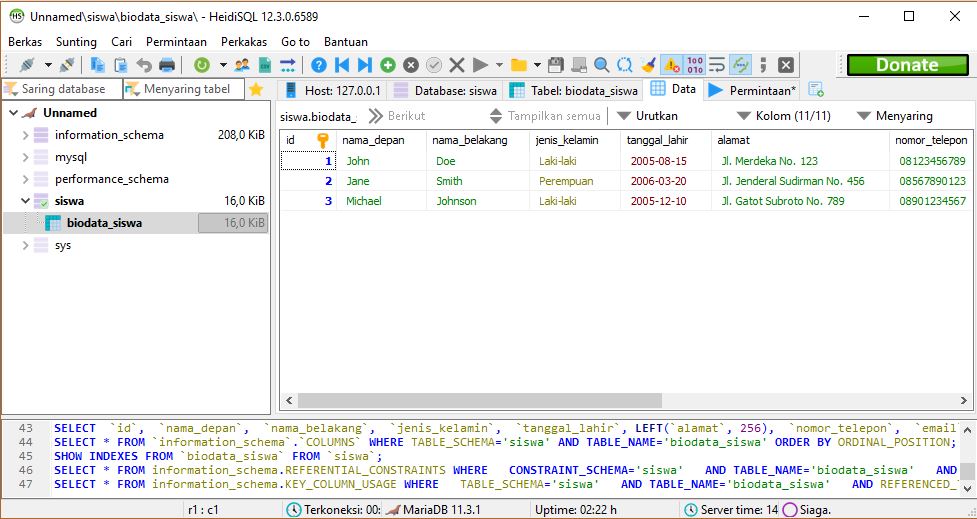 Unnamed\siswa\biodata_siswa\ - HeidiSQL 12.3.0.6589
Berkas Sunting Cari Permintaan Perkakas Go to Bantuan
Donate
Saring database Menyaring tabel
Host: 127.0.0.1 Database: siswa Tabel: biodata_siswa Data Permintaan*
Unnamed
information_schema 208,0 KiB
mysql
performance_schema
siswa 16,0 KiB
biodata_siswa 16,0 KiB
sys
siswa.biodata_ Berikut Tampilkan semua Urutkan Kolom (11/11) Menyaring
id nama_depan nama_belakang jenis_kelamin tanggal_lahir alamat nomor_telepon
1 John Doe Laki-laki 2005-08-15 Jl. Merdeka No. 123 08123456789
2 Jane Smith Perempuan 2006-03-20 Jl. Jenderal Sudirman No. 456 08567890123
3 Michael Johnson Laki-laki 2005-12-10 Jl. Gatot Subroto No. 789 08901234567
43 SELECT `id`, `nama_depan`, `nama_belakang`, `jenis_kelamin`, `tanggal_lahir`, LEFT(`alamat`, 256), `nomor_telepon`, `email
44 SELECT * FROM `information_schema`.`COLUMNS` WHERE TABLE_SCHEMA='siswa' AND TABLE_NAME='biodata_siswa' ORDER BY ORDINAL_POSITION;
45 SHOW INDEXES FROM `biodata_siswa` FROM `siswa`;
46 SELECT * FROM information_schema.REFERENTIAL_CONSTRAINTS WHERE CONSTRAINT_SCHEMA='siswa' AND TABLE_NAME='biodata_siswa' AND
47 SELECT * FROM information_schema.KEY_COLUMN_USAGE WHERE TABLE_SCHEMA='siswa' AND TABLE_NAME='biodata_siswa' AND REFERENCED_
r1 : c1 Terkoneksi: 00: MariaDB 11.3.1 Uptime: 02:22 h Server time: 14 Siaga.